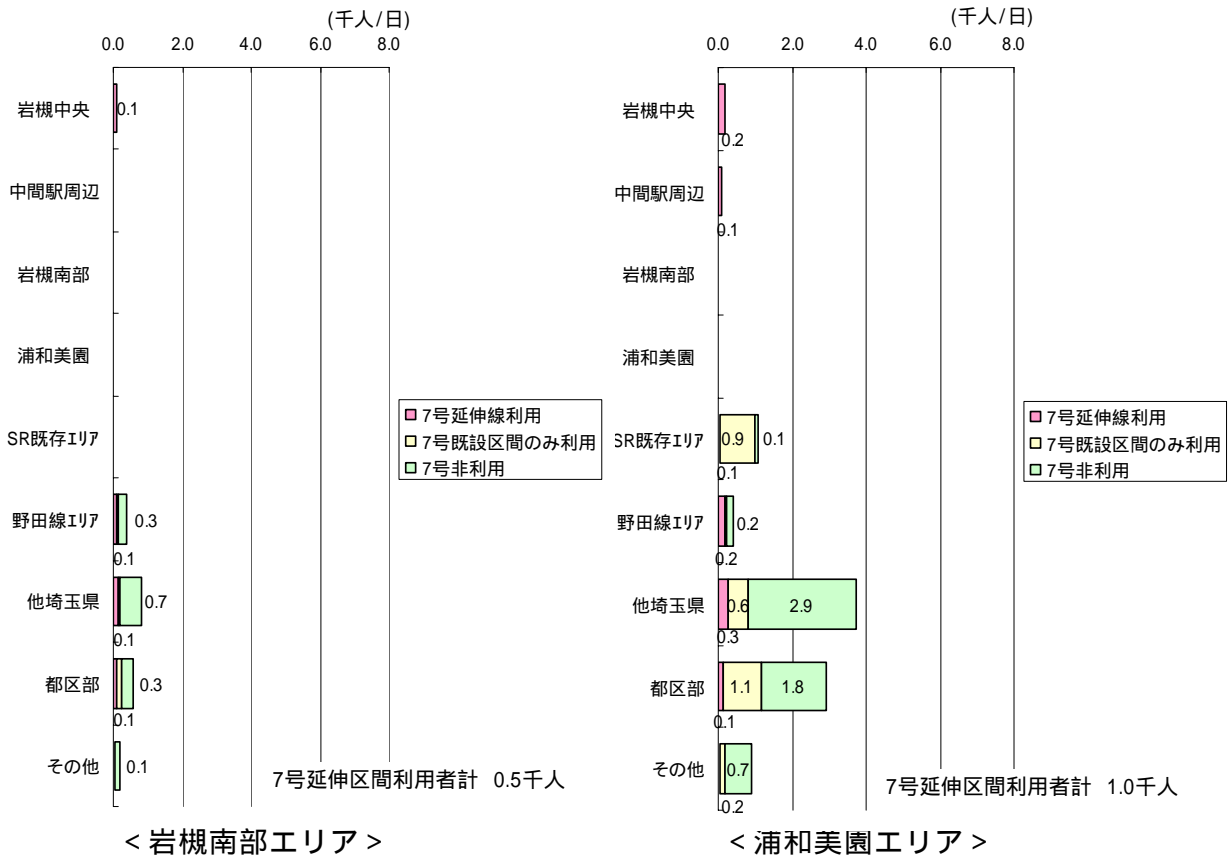 (千人/日)
0.0 2.0 4.0 6.0 8.0
岩槻中央 0.1
中間駅周辺
岩槻南部
浦和美園
SR既存エリア
野田線エリア 0.3
0.1
他埼玉県 0.7
0.1
都区部 0.3
0.1
その他 0.1
7号延伸線利用
7号既設区間のみ利用
7号非利用
7号延伸区間利用者計 0.5千人
<岩槻南部エリア>
(千人/日)
0.0 2.0 4.0 6.0 8.0
岩槻中央
0.2
中間駅周辺
0.1
岩槻南部
浦和美園
SR既存エリア 0.9 0.1
0.1
野田線エリア 0.2
0.2
他埼玉県 0.6 2.9
0.3
都区部 1.1 1.8
0.1
その他 0.7
0.2
7号延伸線利用
7号既設区間のみ利用
7号非利用
7号延伸区間利用者計 1.0千人
<浦和美園エリア>